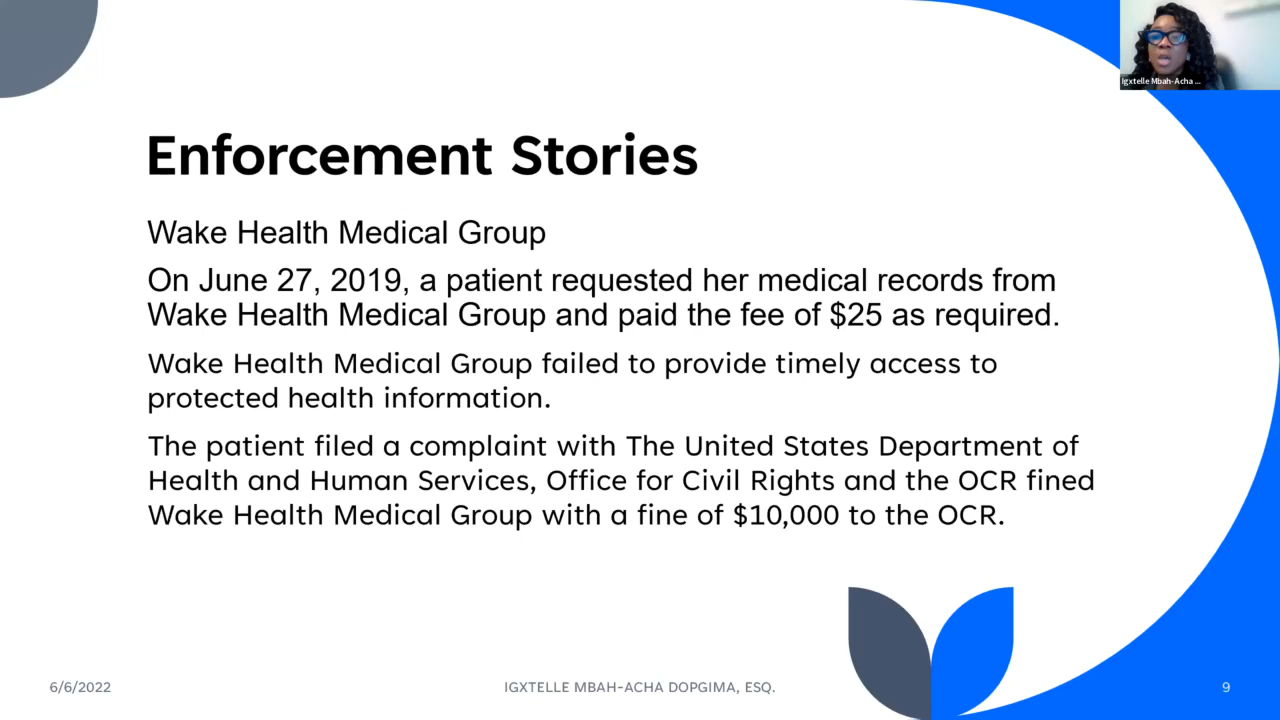 Igxtelle Mbah-Acha ...
Enforcement Stories
Wake Health Medical Group
On June 27, 2019, a patient requested her medical records from
Wake Health Medical Group and paid the fee of $25 as required.
Wake Health Medical Group failed to provide timely access to
protected health information.
The patient filed a complaint with The United States Department of
Health and Human Services, Office for Civil Rights and the OCR fined
Wake Health Medical Group with a fine of $10,000 to the OCR.
6/6/2022
IGXTELLE MBAH-ACHA DOPGIMA, ESQ.
9